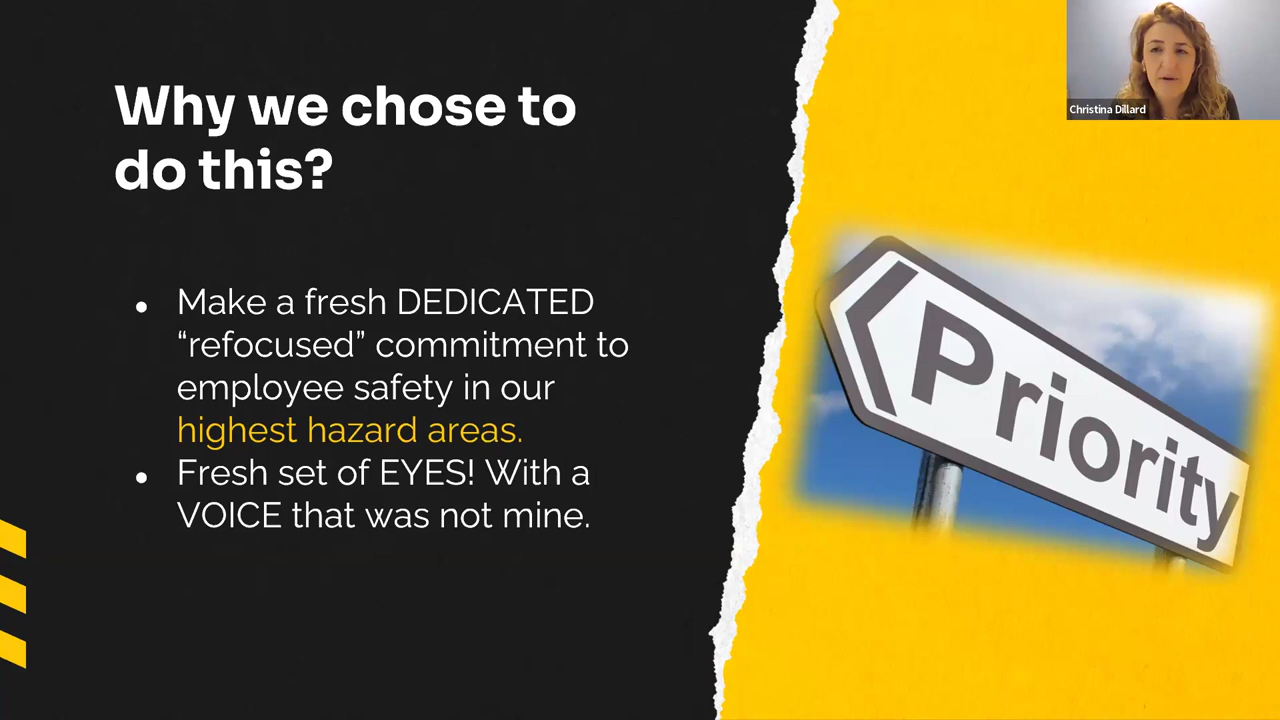 Why we chose to
do this?
● Make a fresh DEDICATED
“refocused” commitment to
employee safety in our
highest hazard areas.
● Fresh set of EYES! With a
VOICE that was not mine.
Christina Dillard
Priority